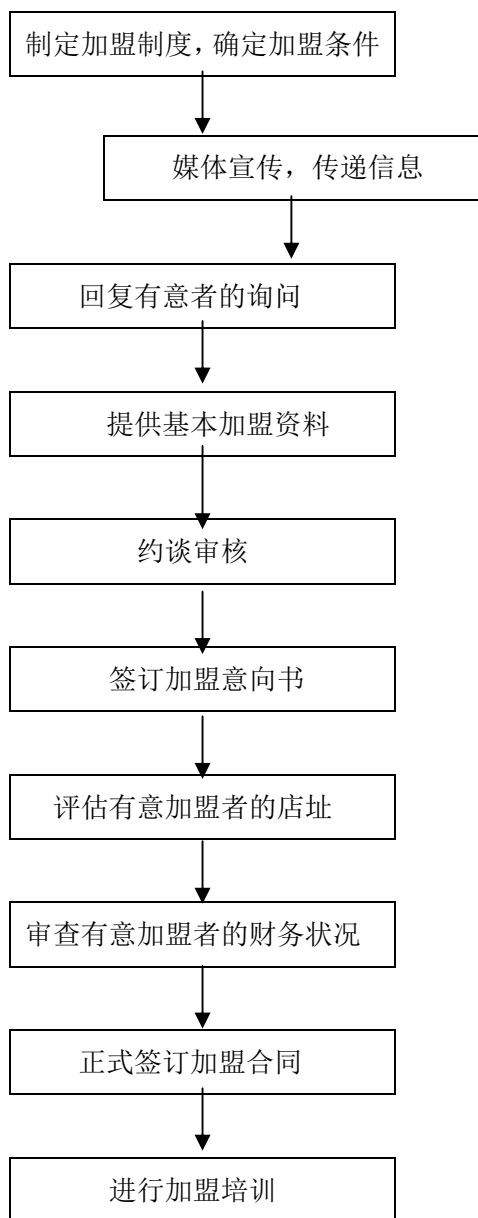 制定加盟制度，确定加盟条件
媒体宣传，传递信息
回复有意者的询问
提供基本加盟资料
约谈审核
签订加盟意向书
评估有意加盟者的店址
审查有意加盟者的财务状况
正式签订加盟合同
进行加盟培训